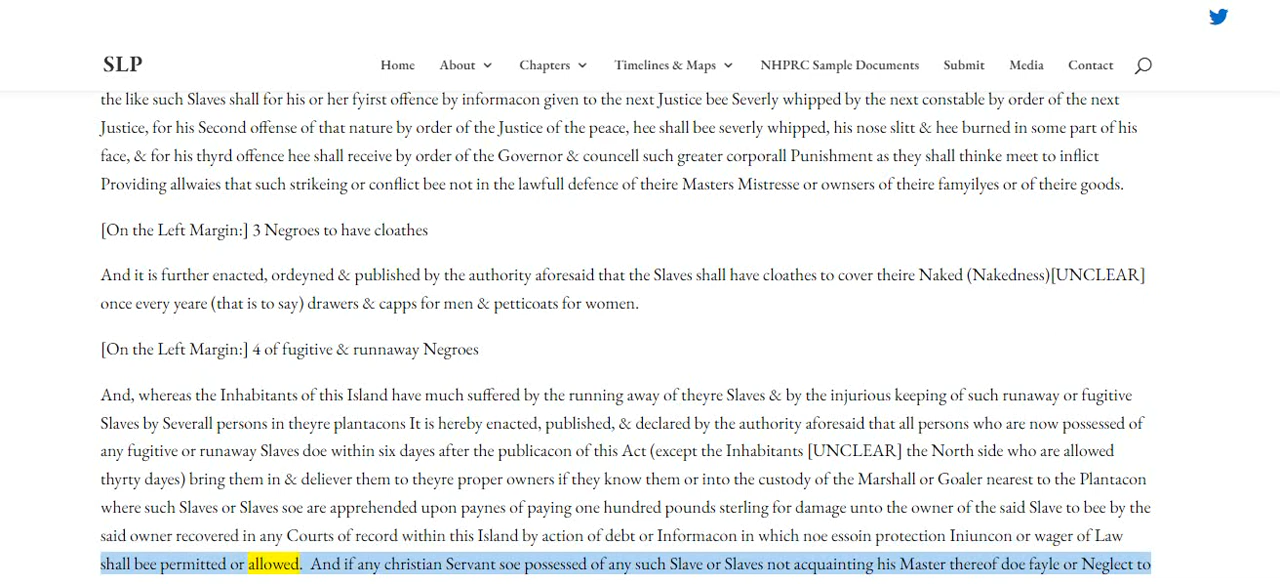 SLP
Home About Chapters Timelines & Maps NHPRC Sample Documents Submit Media Contact
the like such Slaves shall for his or her fyirst offence by informacon given to the next Justice bee Severly whipped by the next constable by order of the next
Justice, for his Second offense of that nature by order of the Justice of the peace, hee shall bee severly whipped, his nose slitt & hee burned in some part of his
face, & for his thyrd offence hee shall receive by order of the Governor & councell such greater corporall Punishment as they shall thinke meet to inflict
Providing allwaies that such strikeing or conflict bee not in the lawfull defence of theire Masters Mistresse or ownsers of theire famyilyes or of theire goods.
[On the Left Margin:] 3 Negroes to have cloathes
And it is further enacted, ordeyned & published by the authority aforesaid that the Slaves shall have cloathes to cover theire Naked (Nakedness)[UNCLEAR]
once every yeare (that is to say) drawers & capps for men & petticoats for women.
[On the Left Margin:] 4 of fugitive & runnaway Negroes
And, whereas the Inhabitants of this Island have much suffered by the running away of theyre Slaves & by the injurious keeping of such runaway or fugitive
Slaves by Severall persons in theyre plantacons It is hereby enacted, published, & declared by the authority aforesaid that all persons who are now possessed of
any fugitive or runaway Slaves doe within six dayes after the publicacon of this Act (except the Inhabitants [UNCLEAR] the North side who are allowed
thyrty dayes) bring them in & deliever them to theyre proper owners if they know them or into the custody of the Marshall or Goaler nearest to the Plantacon
where such Slaves or Slaves soe are apprehended upon paynes of paying one hundred pounds sterling for damage unto the owner of the said Slave to bee by the
said owner recovered in any Courts of record within this Island by action of debt or Informacon in which noe essoin protection Iniuncon or wager of Law
shall bee permitted or allowed.  And if any christian Servant soe possessed of any such Slave or Slaves not acquainting his Master thereof doe fayle or Neglect to